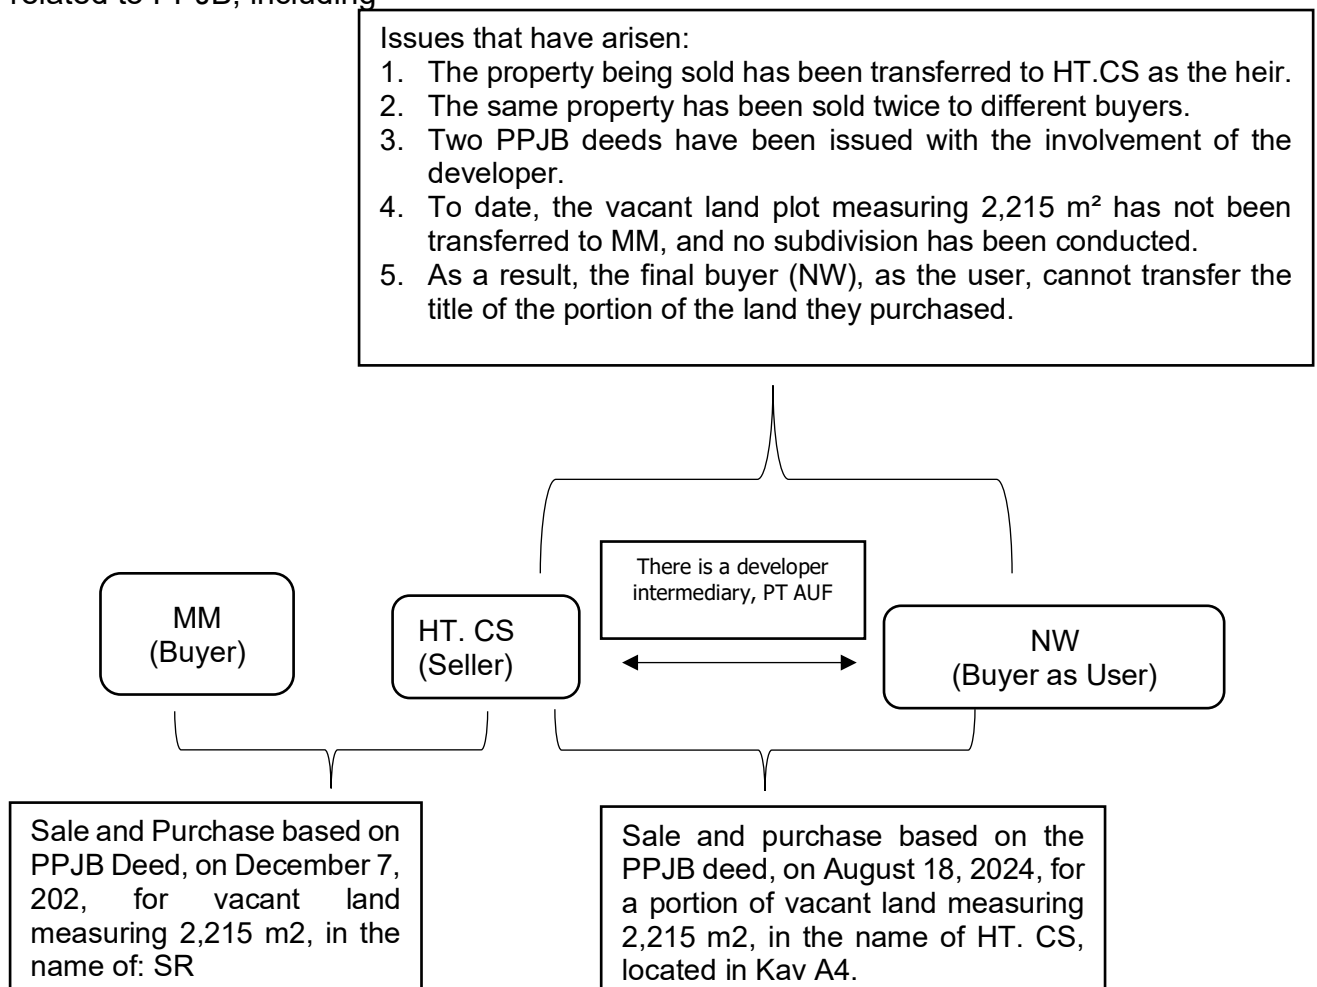 related to PPJB, including
Issues that have arisen:
1. The property being sold has been transferred to HT.CS as the heir.
2. The same property has been sold twice to different buyers.
3. Two PPJB deeds have been issued with the involvement of the
developer.
4. To date, the vacant land plot measuring 2,215 m² has not been
transferred to MM, and no subdivision has been conducted.
5. As a result, the final buyer (NW), as the user, cannot transfer the
title of the portion of the land they purchased.
There is a developer
intermediary, PT AUF
MM
(Buyer)
HT. CS
(Seller)
NW
(Buyer as User)
Sale and Purchase based on
PPJB Deed, on December 7,
202, for vacant land
measuring 2,215 m2, in the
name of: SR
Sale and purchase based on the
PPJB deed, on August 18, 2024, for
a portion of vacant land measuring
2,215 m2, in the name of HT. CS,
located in Kav A4.